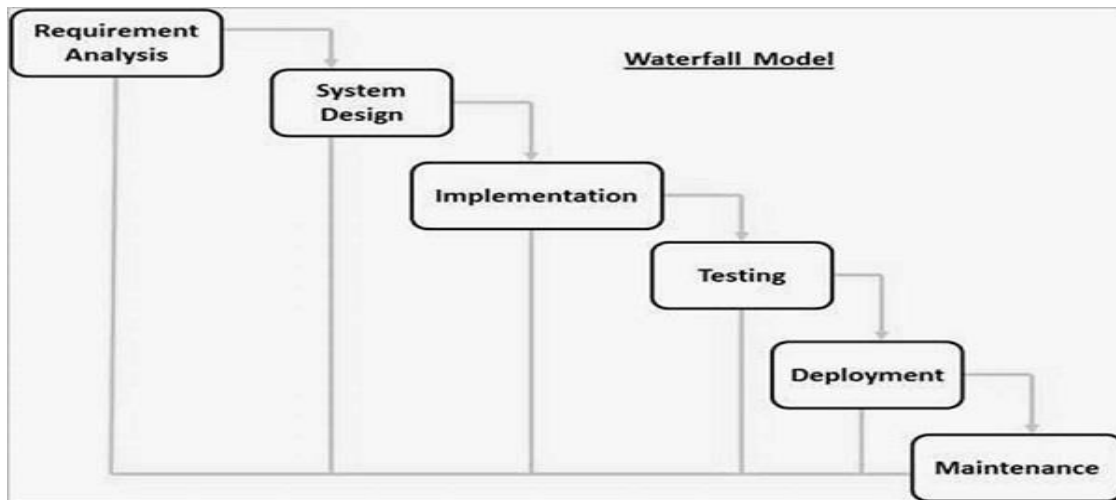 Requirement
Analysis
Waterfall Model
System
Design
Implementation
Testing
Deployment
Maintenance